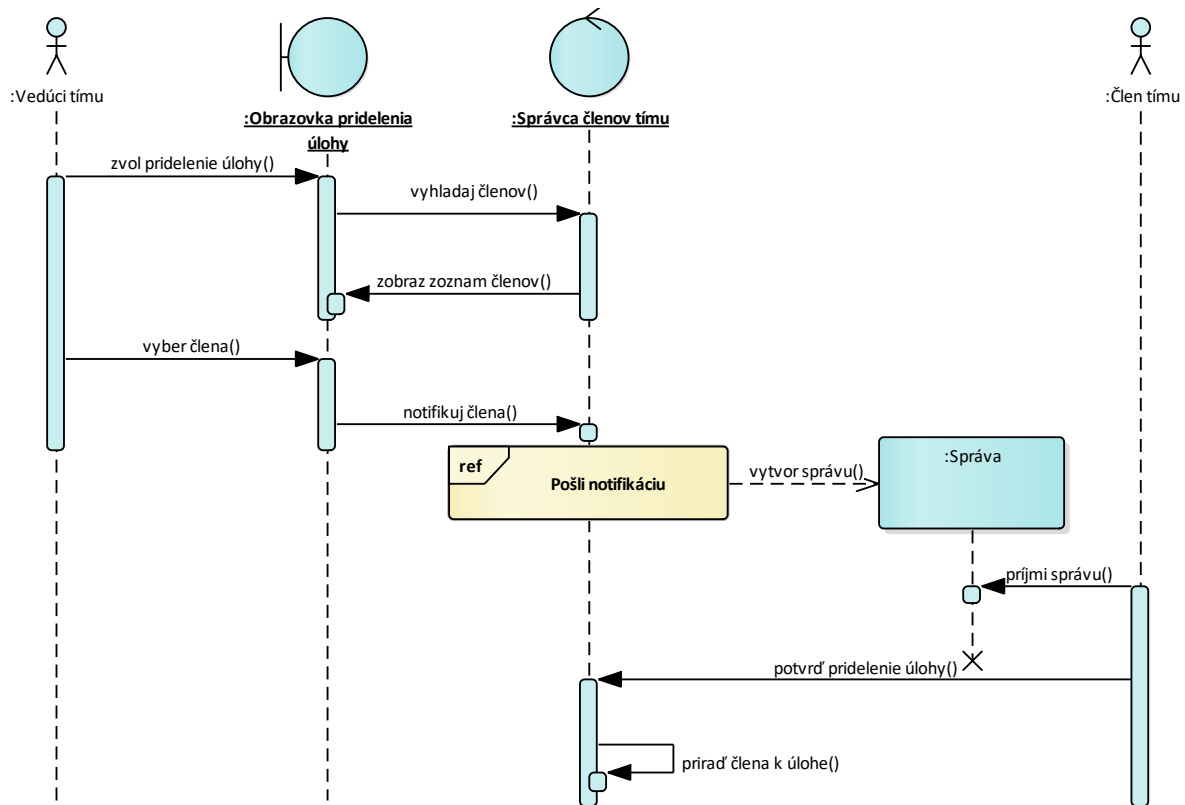 :Vedúci tímu
:Obrazovka pridelenia
úlohy
:Správca členov tímu
:Člen tímu
zvol pridelenie úlohy()
vyhladaj členov()
zobraz zoznam členov()
vyber člena()
notifikuj člena()
ref
Pošli notifikáciu
vytvor správu()
:Správa
príjmi správu()
potvrď pridelenie úlohy()
priraď člena k úlohe()